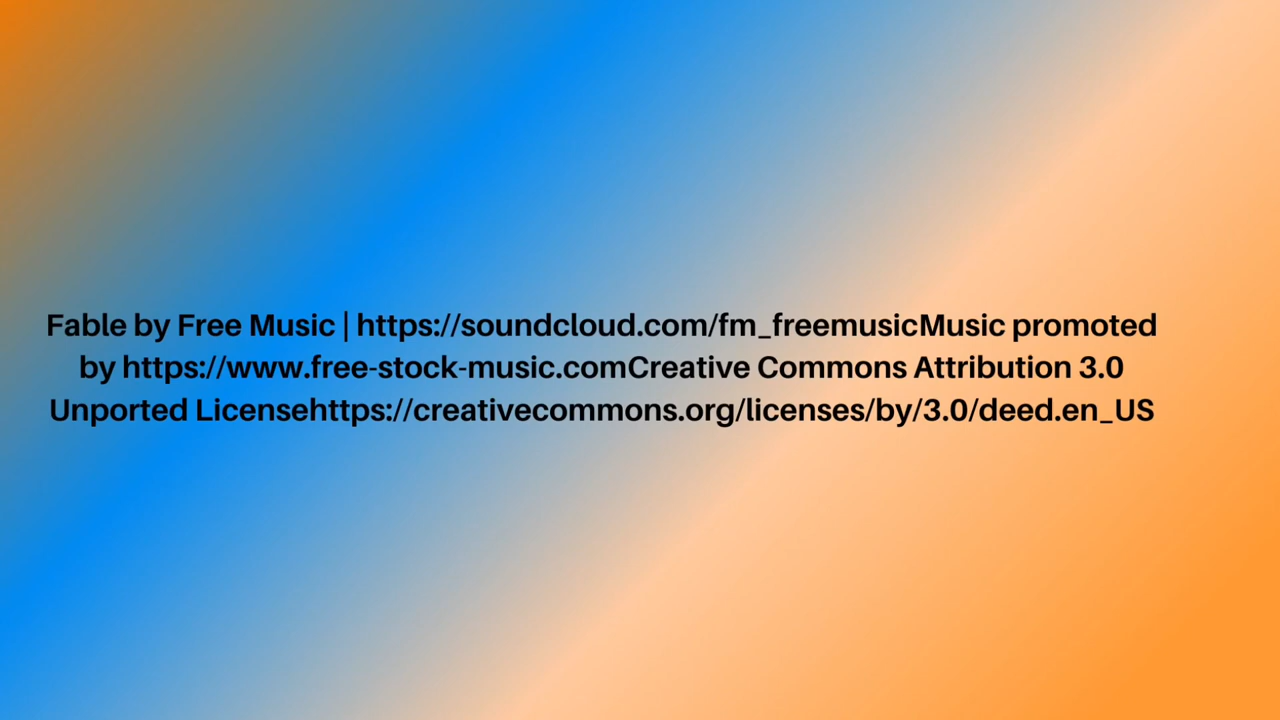 Fable by Free Music | https://soundcloud.com/fm_freemusicMusic promoted
by https://www.free-stock-music.comCreative Commons Attribution 3.0
Unported Licensehttps://creativecommons.org/licenses/by/3.0/deed.en_US